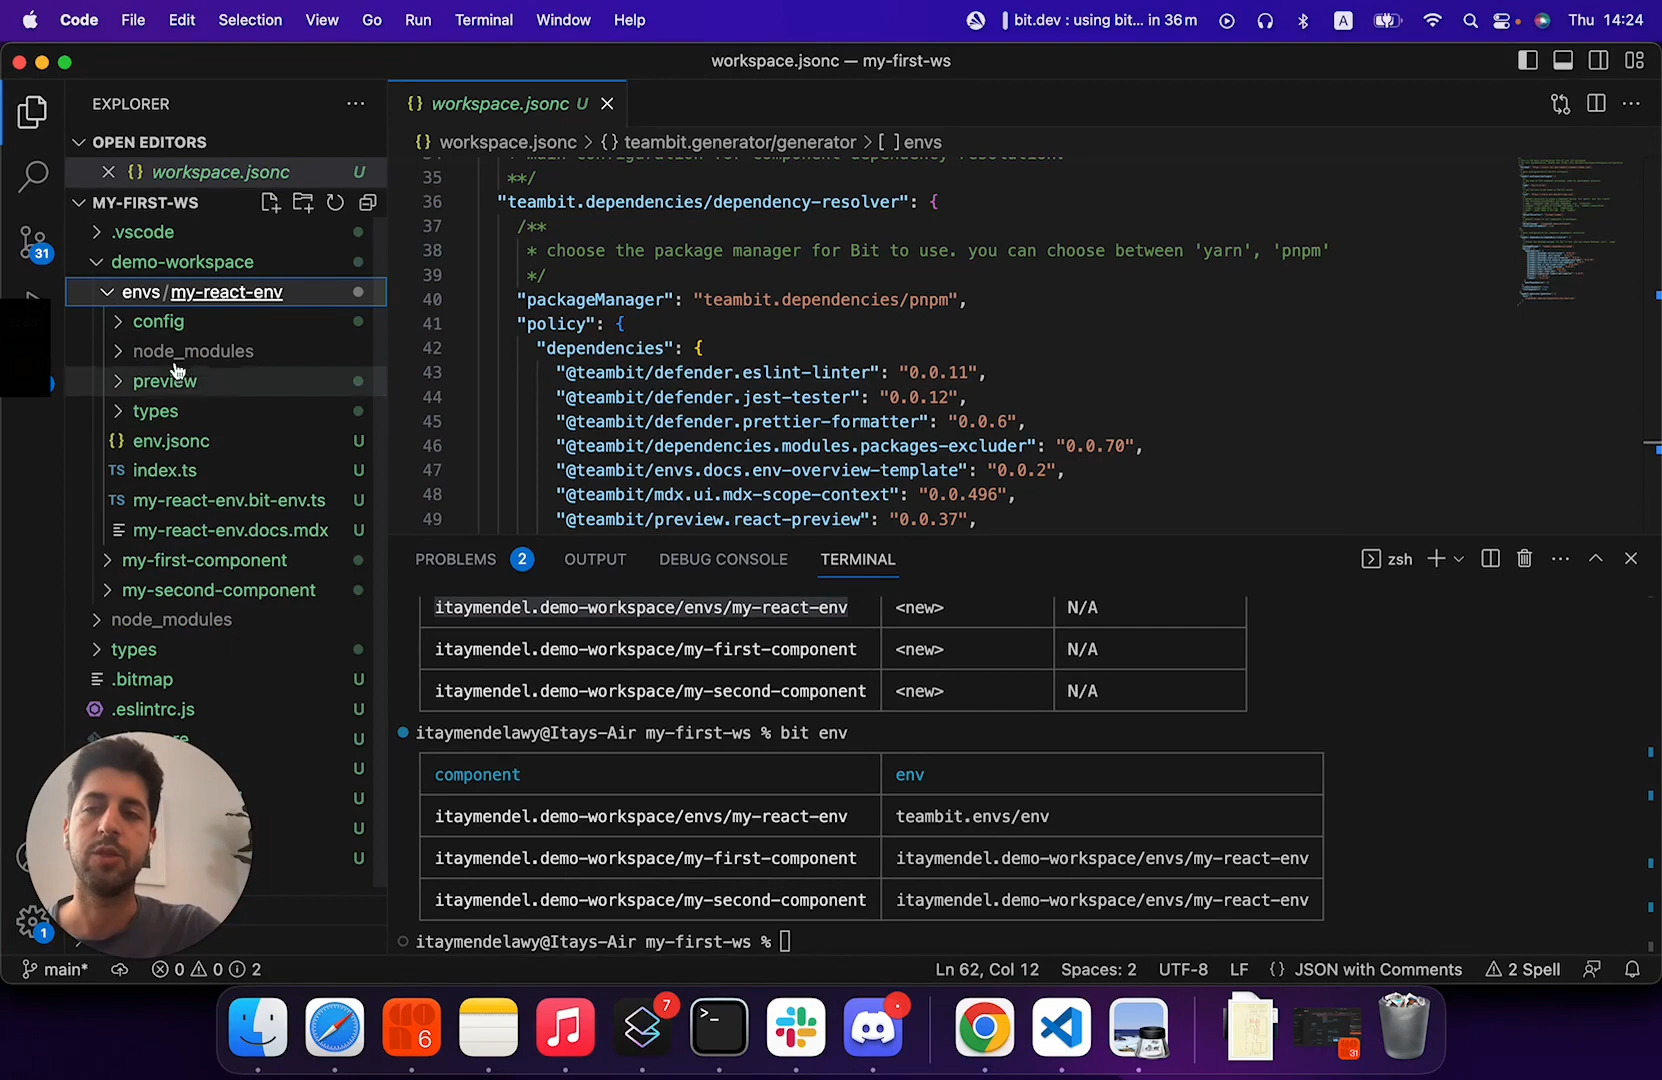 Code File Edit Selection View Go Run Terminal Window Help
bit.dev : using bit... in 36 m
A
Thu 14:24
workspace.jsonc — my-first-ws
EXPLORER
OPEN EDITORS
workspace.jsonc U
MY-FIRST-WS
.vscode
demo-workspace
envs / my-react-env
config
node_modules
preview
types
env.jsonc U
index.ts U
my-react-env.bit-env.ts U
my-react-env.docs.mdx U
my-first-component
my-second-component
node_modules
types
.bitmap U
.eslintrc.js U
U
U
U
U
U
31
1
{} workspace.jsonc U
{} workspace.jsonc > {} teambit.generator/generator > [ ] envs
* main configuration for component dependency resolution.
35 **/
36 "teambit.dependencies/dependency-resolver": {
37 /**
38 * choose the package manager for Bit to use. you can choose between 'yarn', 'pnpm'
39 */
40 "packageManager": "teambit.dependencies/pnpm",
41 "policy": {
42 "dependencies": {
43 "@teambit/defender.eslint-linter": "0.0.11",
44 "@teambit/defender.jest-tester": "0.0.12",
45 "@teambit/defender.prettier-formatter": "0.0.6",
46 "@teambit/dependencies.modules.packages-excluder": "0.0.70",
47 "@teambit/envs.docs.env-overview-template": "0.0.2",
48 "@teambit/mdx.ui.mdx-scope-context": "0.0.496",
49 "@teambit/preview.react-preview": "0.0.37",
PROBLEMS 2 OUTPUT DEBUG CONSOLE TERMINAL zsh
itaymendel.demo-workspace/envs/my-react-env <new> N/A
itaymendel.demo-workspace/my-first-component <new> N/A
itaymendel.demo-workspace/my-second-component <new> N/A
itaymendelawy@Itays-Air my-first-ws % bit env
component env
itaymendel.demo-workspace/envs/my-react-env teambit.envs/env
itaymendel.demo-workspace/my-first-component itaymendel.demo-workspace/envs/my-react-env
itaymendel.demo-workspace/my-second-component itaymendel.demo-workspace/envs/my-react-env
itaymendelawy@Itays-Air my-first-ws %
main* 0 0 2 Ln 62, Col 12 Spaces: 2 UTF-8 LF {} JSON with Comments 2 Spell
6
7
31